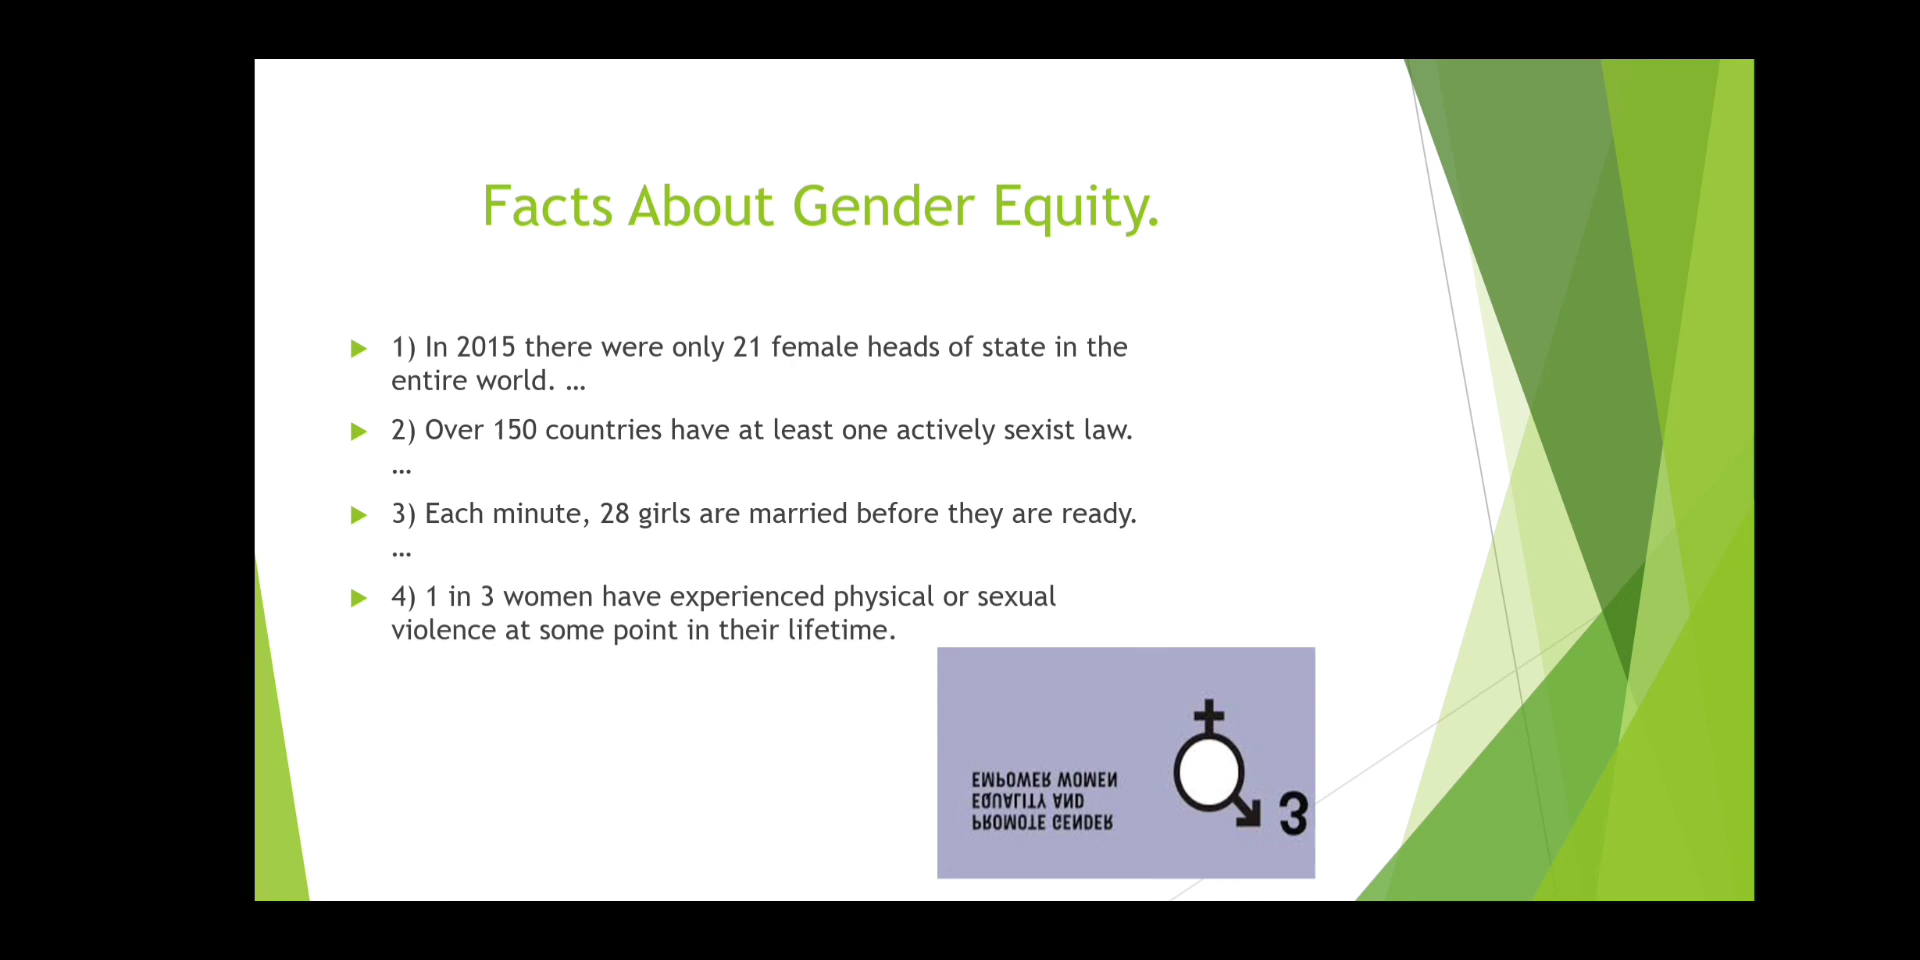 Facts About Gender Equity.
1) In 2015 there were only 21 female heads of state in the
entire world. ...
2) Over 150 countries have at least one actively sexist law.
...
3) Each minute, 28 girls are married before they are ready.
...
4) 1 in 3 women have experienced physical or sexual
violence at some point in their lifetime.
PROMOTE GENDER
EQUALITY AND
EMPOWER WOMEN
3